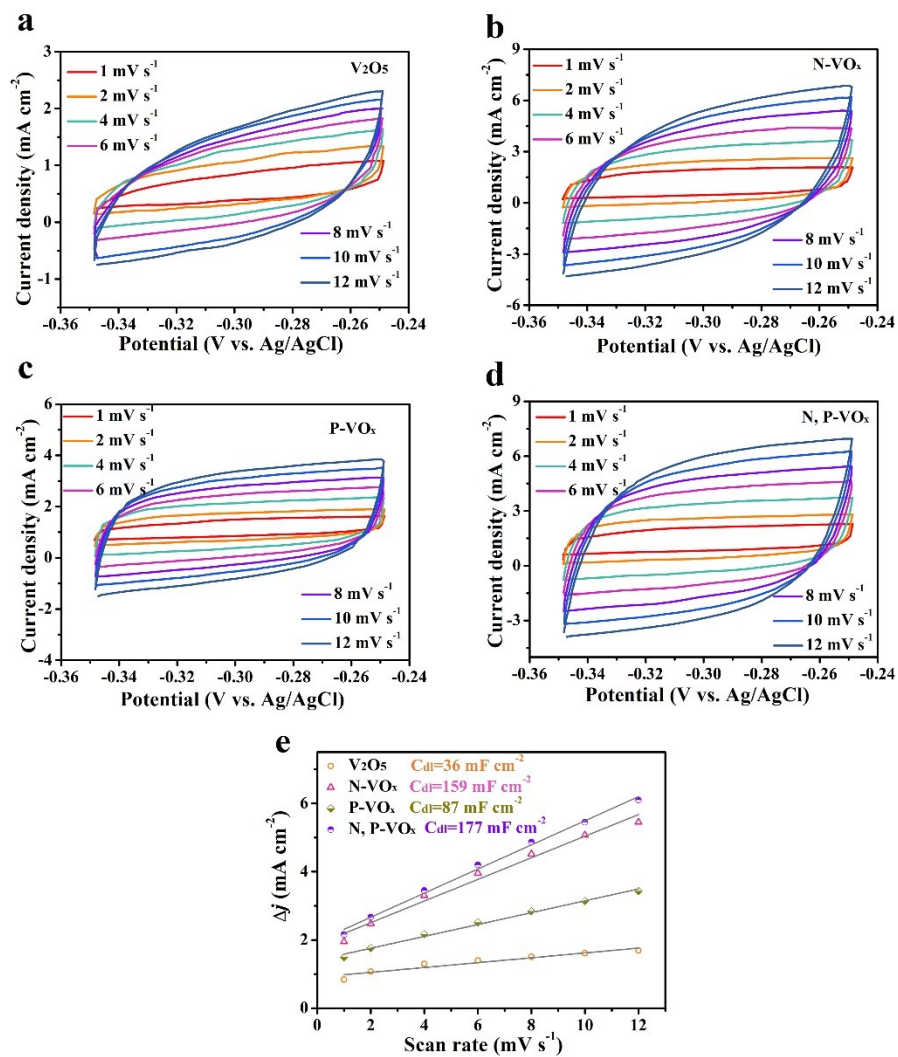 a
3
2
1
0
-1
Current density (mA cm⁻²)
1 mV s⁻¹
2 mV s⁻¹
4 mV s⁻¹
6 mV s⁻¹
V₂O₅
8 mV s⁻¹
10 mV s⁻¹
12 mV s⁻¹
-0.36 -0.34 -0.32 -0.30 -0.28 -0.26 -0.24
Potential (V vs. Ag/AgCl)
b
9
6
3
0
-3
-6
Current density (mA cm⁻²)
1 mV s⁻¹
2 mV s⁻¹
4 mV s⁻¹
6 mV s⁻¹
N-VOₓ
8 mV s⁻¹
10 mV s⁻¹
12 mV s⁻¹
-0.36 -0.34 -0.32 -0.30 -0.28 -0.26 -0.24
Potential (V vs. Ag/AgCl)
c
6
4
2
0
-2
-4
Current density (mA cm⁻²)
1 mV s⁻¹
2 mV s⁻¹
4 mV s⁻¹
6 mV s⁻¹
P-VOₓ
8 mV s⁻¹
10 mV s⁻¹
12 mV s⁻¹
-0.36 -0.34 -0.32 -0.30 -0.28 -0.26 -0.24
Potential (V vs. Ag/AgCl)
d
9
6
3
0
-3
Current density (mA cm⁻²)
1 mV s⁻¹
2 mV s⁻¹
4 mV s⁻¹
6 mV s⁻¹
N, P-VOₓ
8 mV s⁻¹
10 mV s⁻¹
12 mV s⁻¹
-0.36 -0.34 -0.32 -0.30 -0.28 -0.26 -0.24
Potential (V vs. Ag/AgCl)
e
V₂O₅ Cdl=36 mF cm⁻²
N-VOₓ Cdl=159 mF cm⁻²
P-VOₓ Cdl=87 mF cm⁻²
N, P-VOₓ Cdl=177 mF cm⁻²
6
4
2
0
Δj (mA cm⁻²)
0 2 4 6 8 10 12
Scan rate (mV s⁻¹)